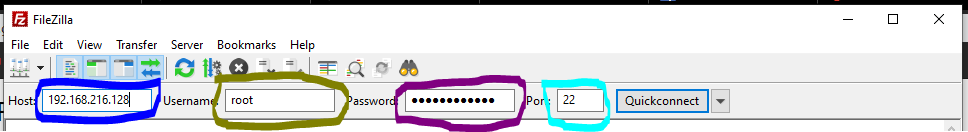 FileZilla
File Edit View Transfer Server Bookmarks Help
Host: 192.168.216.128 Username: root Password: ●●●●●●●●●●●●● Port: 22 Quickconnect